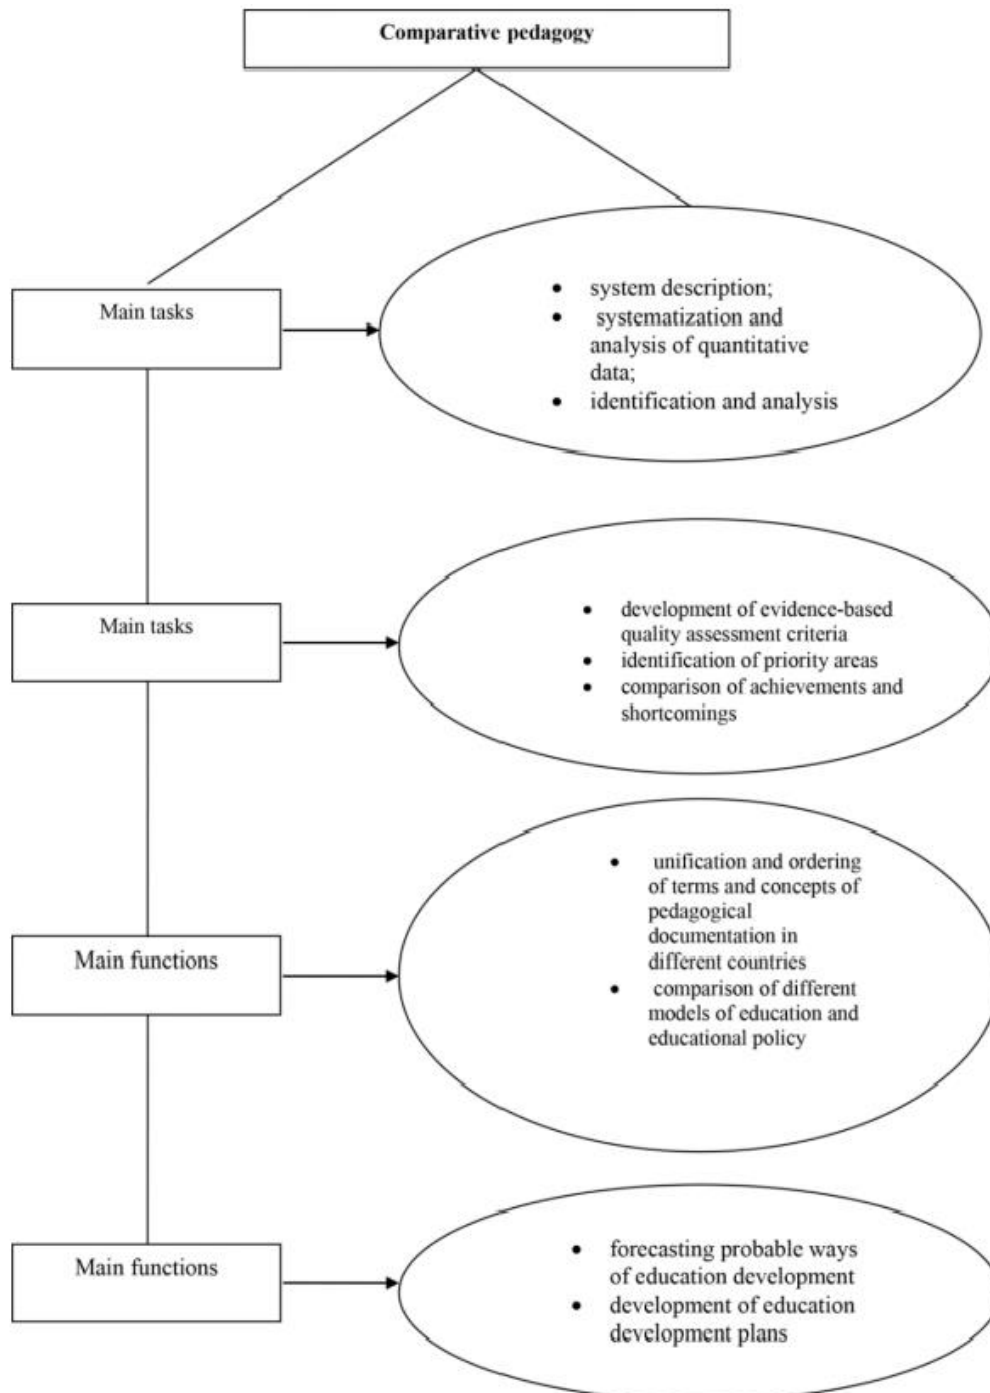 Comparative pedagogy
Main tasks
• system description;
• systematization and
analysis of quantitative
data;
• identification and analysis
Main tasks
• development of evidence-based
quality assessment criteria
• identification of priority areas
• comparison of achievements and
shortcomings
Main functions
• unification and ordering
of terms and concepts of
pedagogical
documentation in
different countries
• comparison of different
models of education and
educational policy
Main functions
• forecasting probable ways
of education development
• development of education
development plans